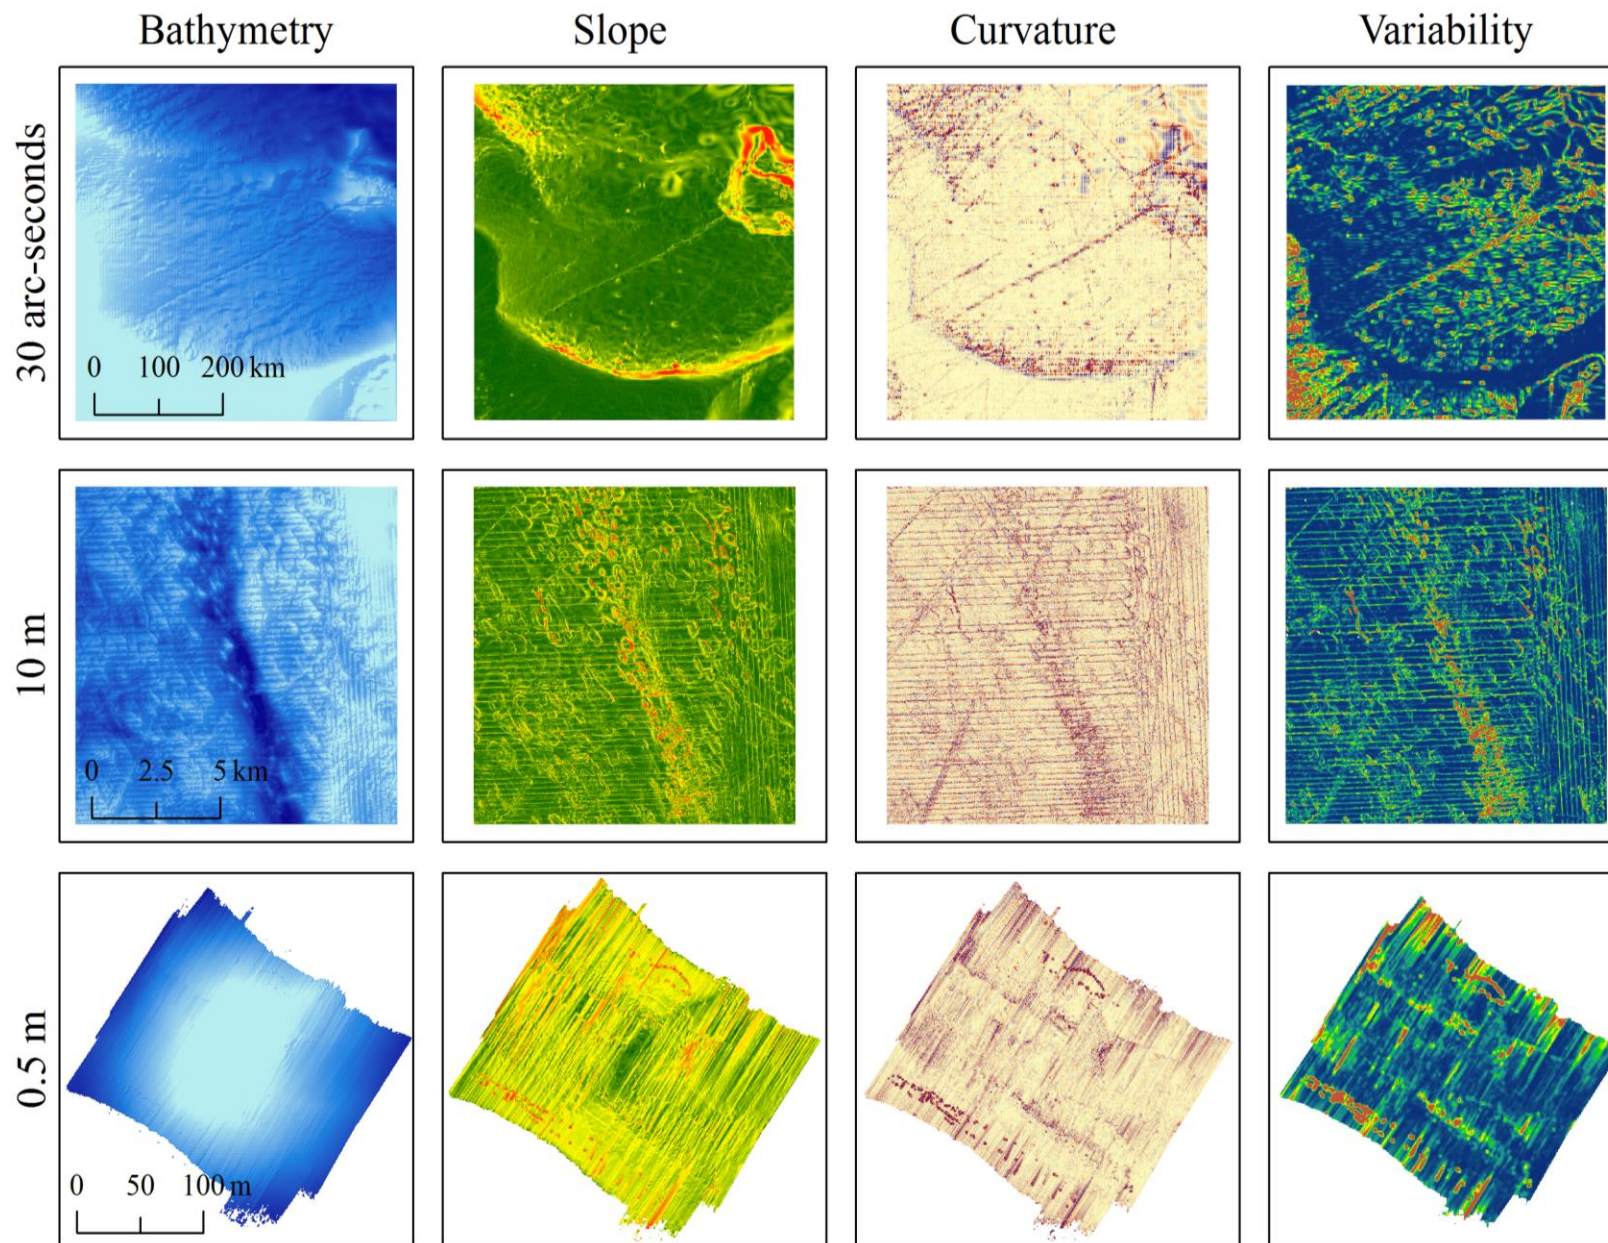 Bathymetry Slope Curvature Variability
30 arc-seconds
0 100 200 km
10 m
0 2.5 5 km
0.5 m
0 50 100 m